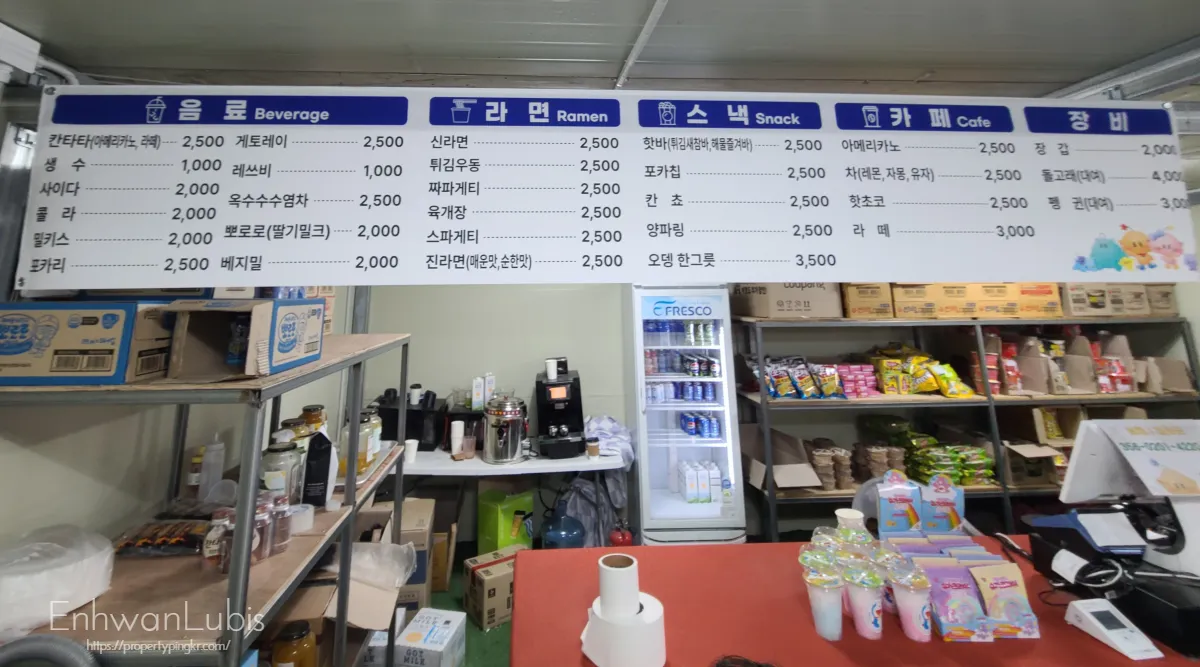 음 료 Beverage
칸타타(아메리카노, 라떼) 2,500
생 수 1,000
사이다 2,000
콜 라 2,000
밀키스 2,000
포카리 2,500
게토레이 2,500
레쓰비 1,000
옥수수수염차 2,500
뽀로로(딸기밀크) 2,000
베지밀 2,000
라 면 Ramen
신라면 2,500
튀김우동 2,500
짜파게티 2,500
육개장 2,500
스파게티 2,500
진라면(매운맛,순한맛) 2,500
스 낵 Snack
핫바(튀김새참바,해물즐겨바) 2,500
포카칩 2,500
칸 쵸 2,500
양파링 2,500
오뎅 한그릇 3,500
카 페 Cafe
아메리카노 2,500
차(레몬,자몽,유자) 2,500
핫초코 2,500
라 떼 3,000
장 비
장 갑 2,000
돌고래(대여) 4,000
펭 귄(대여) 3,000
FRESCO
coupang
GOT
MILK
EnhwanLubis
https://propertypingkr.com/